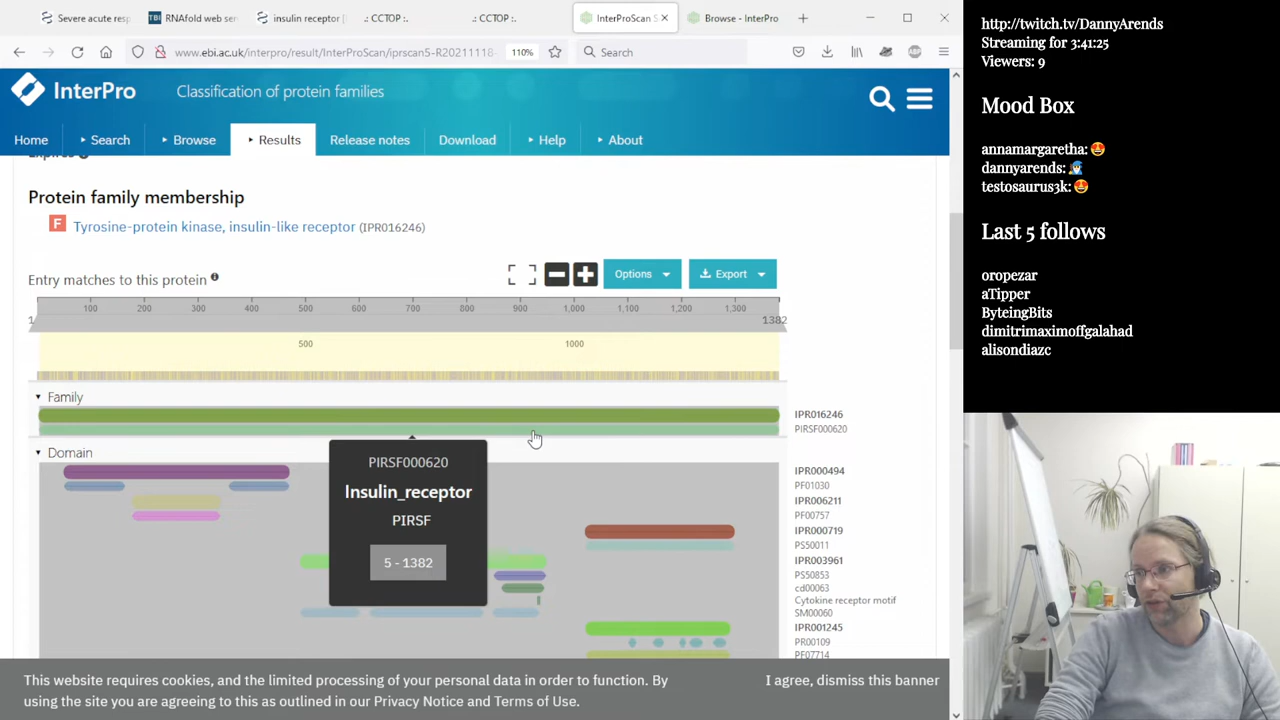 Severe acute resp
TBI
RNAfold web ser
insulin receptor [
.: CCTOP :.
.: CCTOP :.
InterProScan S
Browse - InterPro
www.ebi.ac.uk/interpro/result/InterProScan/iprscan5-R20211118-
110%
Search
InterPro
Classification of protein families
Home
Search
Browse
Results
Release notes
Download
Help
About
Expires
Protein family membership
F
Tyrosine-protein kinase, insulin-like receptor (IPR016246)
Entry matches to this protein
Options
Export
100 200 300 400 500 600 700 800 900 1,000 1,100 1,200 1,300
1
1382
500
1000
Family
IPR016246
PIRSF000620
Domain
PIRSF000620
Insulin_receptor
PIRSF
5 - 1382
IPR000494
PF01030
IPR006211
PF00757
IPR000719
PS50011
IPR003961
PS50853
cd00063
Cytokine receptor motif
SM00060
IPR001245
PR00109
PF07714
This website requires cookies, and the limited processing of your personal data in order to function. By
using the site you are agreeing to this as outlined in our Privacy Notice and Terms of Use.
I agree, dismiss this banner
http://twitch.tv/DannyArends
Streaming for 3:41:25
Viewers: 9
Mood Box
annamargaretha:
dannyarends:
testosaurus3k:
Last 5 follows
oropezar
aTipper
ByteingBits
dimitrimaximoffgalahad
alisondiazc